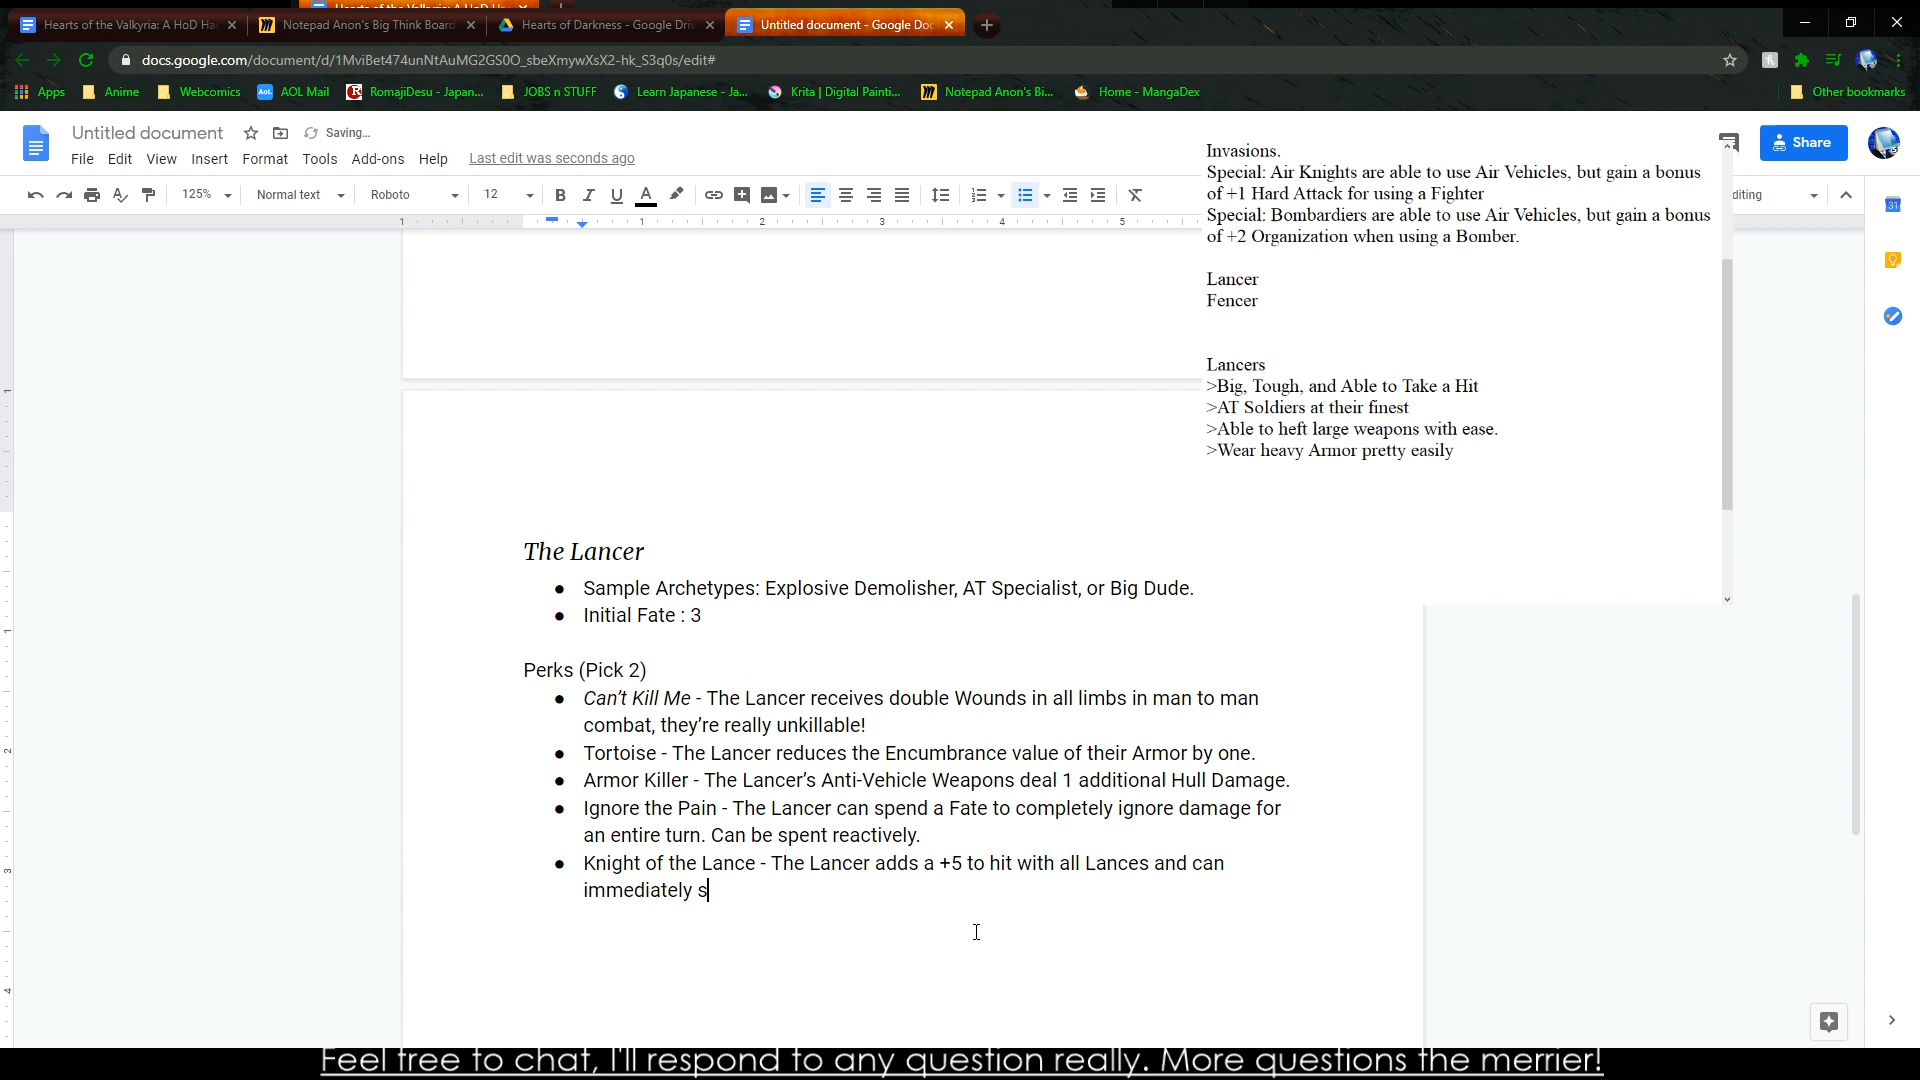 Hearts of the Valkyria: A HoD Ha
Notepad Anon's Big Think Board
Hearts of Darkness - Google Driv
Untitled document - Google Doc
docs.google.com/document/d/1MviBet474unNtAuMG2GS0O_sbeXmywXsX2-hk_S3q0s/edit#
Apps
Anime
Webcomics
AOL Mail
RomajiDesu - Japan...
JOBS n STUFF
Learn Japanese - Ja...
Krita | Digital Painti...
Notepad Anon's Bi...
Home - MangaDex
Other bookmarks
Untitled document
Saving...
File Edit View Insert Format Tools Add-ons Help
Last edit was seconds ago
Share
125%
Normal text
Roboto
12
diting
Invasions.
Special: Air Knights are able to use Air Vehicles, but gain a bonus
of +1 Hard Attack for using a Fighter
Special: Bombardiers are able to use Air Vehicles, but gain a bonus
of +2 Organization when using a Bomber.
Lancer
Fencer
Lancers
>Big, Tough, and Able to Take a Hit
>AT Soldiers at their finest
>Able to heft large weapons with ease.
>Wear heavy Armor pretty easily
The Lancer
● Sample Archetypes: Explosive Demolisher, AT Specialist, or Big Dude.
● Initial Fate : 3
Perks (Pick 2)
● Can't Kill Me - The Lancer receives double Wounds in all limbs in man to man
combat, they're really unkillable!
● Tortoise - The Lancer reduces the Encumbrance value of their Armor by one.
● Armor Killer - The Lancer's Anti-Vehicle Weapons deal 1 additional Hull Damage.
● Ignore the Pain - The Lancer can spend a Fate to completely ignore damage for
an entire turn. Can be spent reactively.
● Knight of the Lance - The Lancer adds a +5 to hit with all Lances and can
immediately s
Feel free to chat, I'll respond to any question really. More questions the merrier!